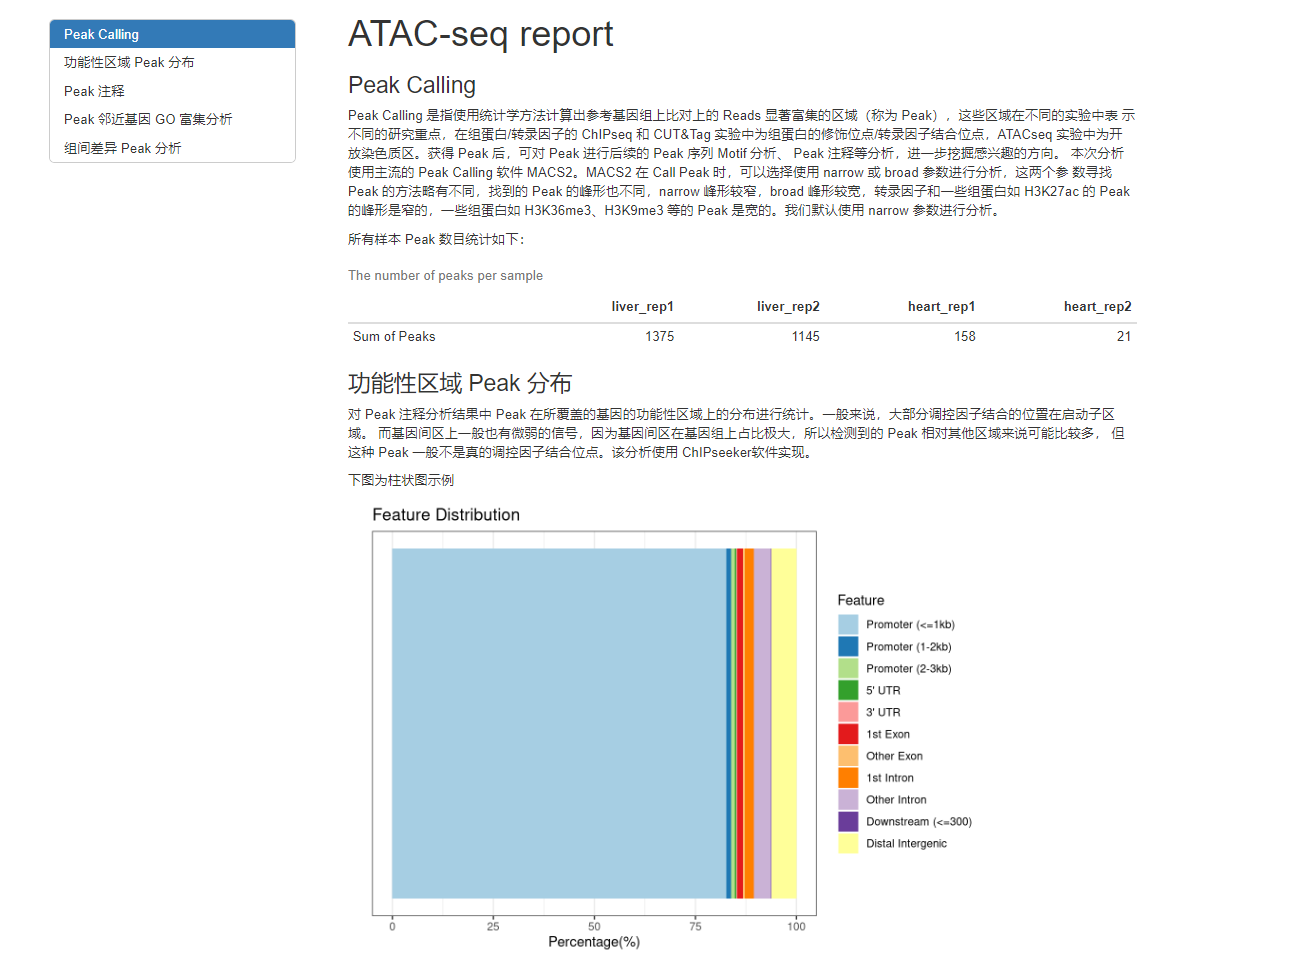 Peak Calling
功能性区域 Peak 分布
Peak 注释
Peak 邻近基因 GO 富集分析
组间差异 Peak 分析
ATAC-seq report
Peak Calling
Peak Calling 是指使用统计学方法计算出参考基因组上比对上的 Reads 显著富集的区域（称为 Peak），这些区域在不同的实验中表 示
不同的研究重点，在组蛋白/转录因子的 ChIPseq 和 CUT&Tag 实验中为组蛋白的修饰位点/转录因子结合位点，ATACseq 实验中为开
放染色质区。获得 Peak 后，可对 Peak 进行后续的 Peak 序列 Motif 分析、 Peak 注释等分析，进一步挖掘感兴趣的方向。 本次分析
使用主流的 Peak Calling 软件 MACS2。MACS2 在 Call Peak 时，可以选择使用 narrow 或 broad 参数进行分析，这两个参 数寻找
Peak 的方法略有不同，找到的 Peak 的峰形也不同，narrow 峰形较窄，broad 峰形较宽，转录因子和一些组蛋白如 H3K27ac 的 Peak
的峰形是窄的，一些组蛋白如 H3K36me3、H3K9me3 等的 Peak 是宽的。我们默认使用 narrow 参数进行分析。
所有样本 Peak 数目统计如下：
The number of peaks per sample
liver_rep1 liver_rep2 heart_rep1 heart_rep2
Sum of Peaks 1375 1145 158 21
功能性区域 Peak 分布
对 Peak 注释分析结果中 Peak 在所覆盖的基因的功能性区域上的分布进行统计。一般来说，大部分调控因子结合的位置在启动子区
域。 而基因间区上一般也有微弱的信号，因为基因间区在基因组上占比极大，所以检测到的 Peak 相对其他区域来说可能比较多， 但
这种 Peak 一般不是真的调控因子结合位点。该分析使用 ChIPseeker软件实现。
下图为柱状图示例
Feature Distribution
Feature
Promoter (<=1kb)
Promoter (1-2kb)
Promoter (2-3kb)
5' UTR
3' UTR
1st Exon
Other Exon
1st Intron
Other Intron
Downstream (<=300)
Distal Intergenic
0 25 50 75 100
Percentage(%)